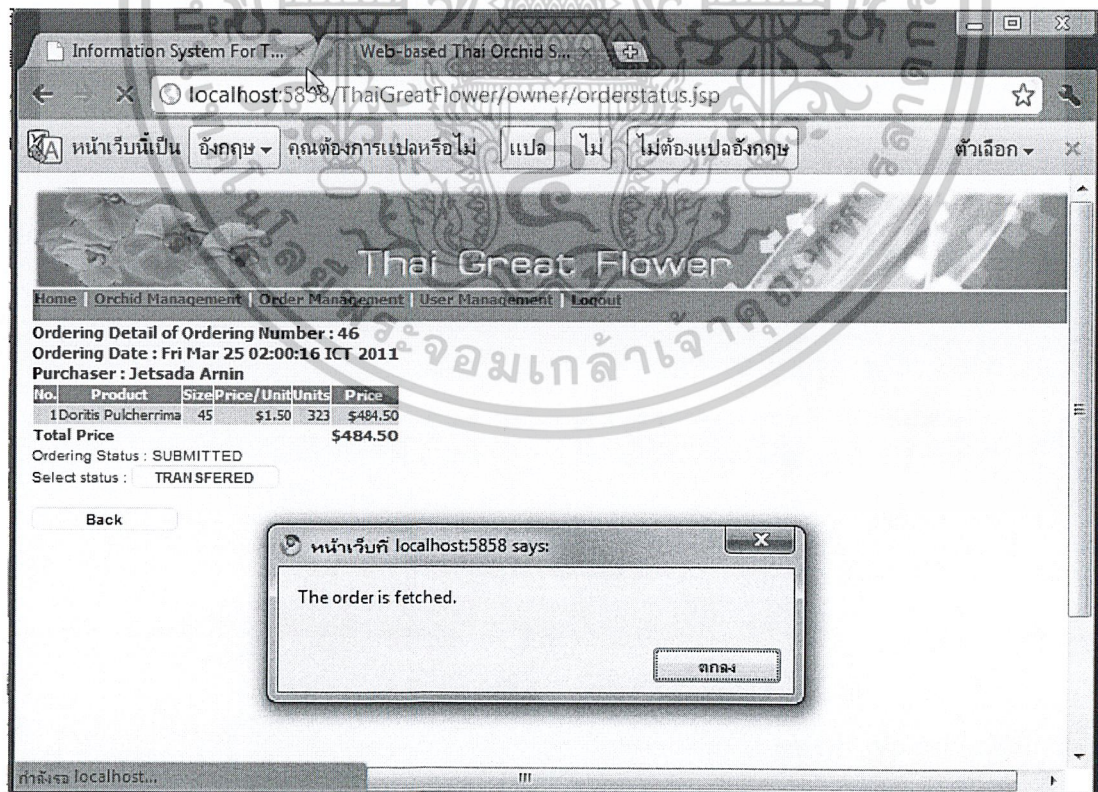 Information System For T...
Web-based Thai Orchid S...
localhost:5858/ThaiGreatFlower/owner/orderstatus.jsp
หน้าเว็บนี้เป็น อังกฤษ คุณต้องการแปลหรือไม่ แปล ไม่ ไม่ต้องแปลอังกฤษ ตัวเลือก
Thai Great Flower
Home | Orchid Management | Order Management | User Management | Logout
Ordering Detail of Ordering Number : 46
Ordering Date : Fri Mar 25 02:00:16 ICT 2011
Purchaser : Jetsada Arnin
No. Product Size Price/Unit Units Price
1 Doritis Pulcherrima 45 $1.50 323 $484.50
Total Price $484.50
Ordering Status : SUBMITTED
Select status : TRANSFERED
Back
หน้าเว็บที่ localhost:5858 says:
The order is fetched.
ตกลง
กำลังรอ localhost...